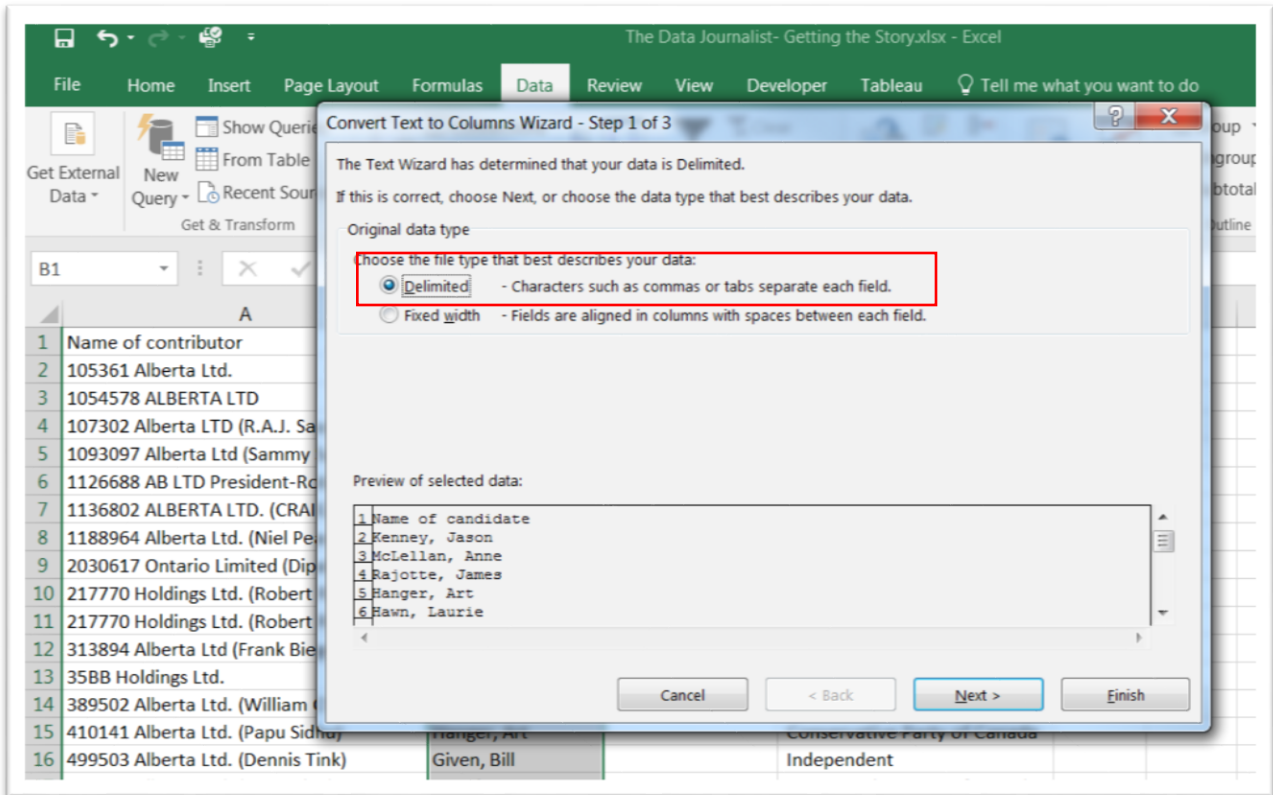 The Data Journalist- Getting the Story.xlsx - Excel
File Home Insert Page Layout Formulas Data Review View Developer Tableau Tell me what you want to do
Get External Data
New Query
Show Querie
From Table
Recent Sour
Get & Transform
oup
group
btotal
utline
Convert Text to Columns Wizard - Step 1 of 3
The Text Wizard has determined that your data is Delimited.
If this is correct, choose Next, or choose the data type that best describes your data.
Original data type
Choose the file type that best describes your data:
Delimited - Characters such as commas or tabs separate each field.
Fixed width - Fields are aligned in columns with spaces between each field.
Preview of selected data:
1 Name of candidate
2 Kenney, Jason
3 McLellan, Anne
4 Rajotte, James
5 Hanger, Art
6 Hawn, Laurie
Cancel < Back Next > Finish
B1
A
1 Name of contributor
2 105361 Alberta Ltd.
3 1054578 ALBERTA LTD
4 107302 Alberta LTD (R.A.J. Sa
5 1093097 Alberta Ltd (Sammy
6 1126688 AB LTD President-Ro
7 1136802 ALBERTA LTD. (CRAI
8 1188964 Alberta Ltd. (Niel Pe
9 2030617 Ontario Limited (Dip
10 217770 Holdings Ltd. (Robert
11 217770 Holdings Ltd. (Robert
12 313894 Alberta Ltd (Frank Bie
13 35BB Holdings Ltd.
14 389502 Alberta Ltd. (William
15 410141 Alberta Ltd. (Papu Sidhu) Hanger, Art Conservative Party Of Canada
16 499503 Alberta Ltd. (Dennis Tink) Given, Bill Independent